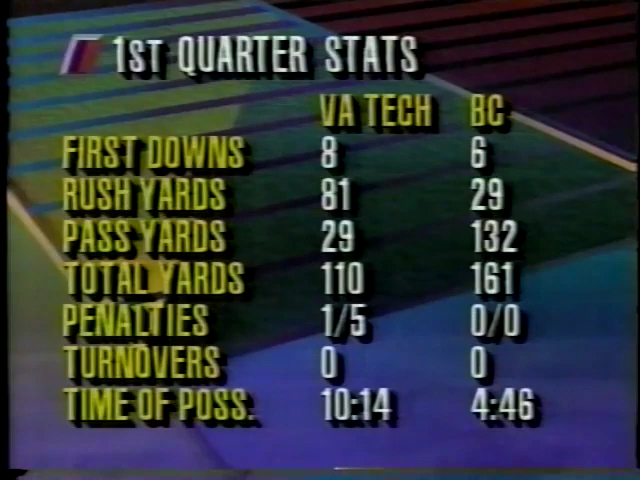 1ST QUARTER STATS
VA TECH BC
FIRST DOWNS 8 6
RUSH YARDS 81 29
PASS YARDS 29 132
TOTAL YARDS 110 161
PENALTIES 1/5 0/0
TURNOVERS 0 0
TIME OF POSS. 10:14 4:46